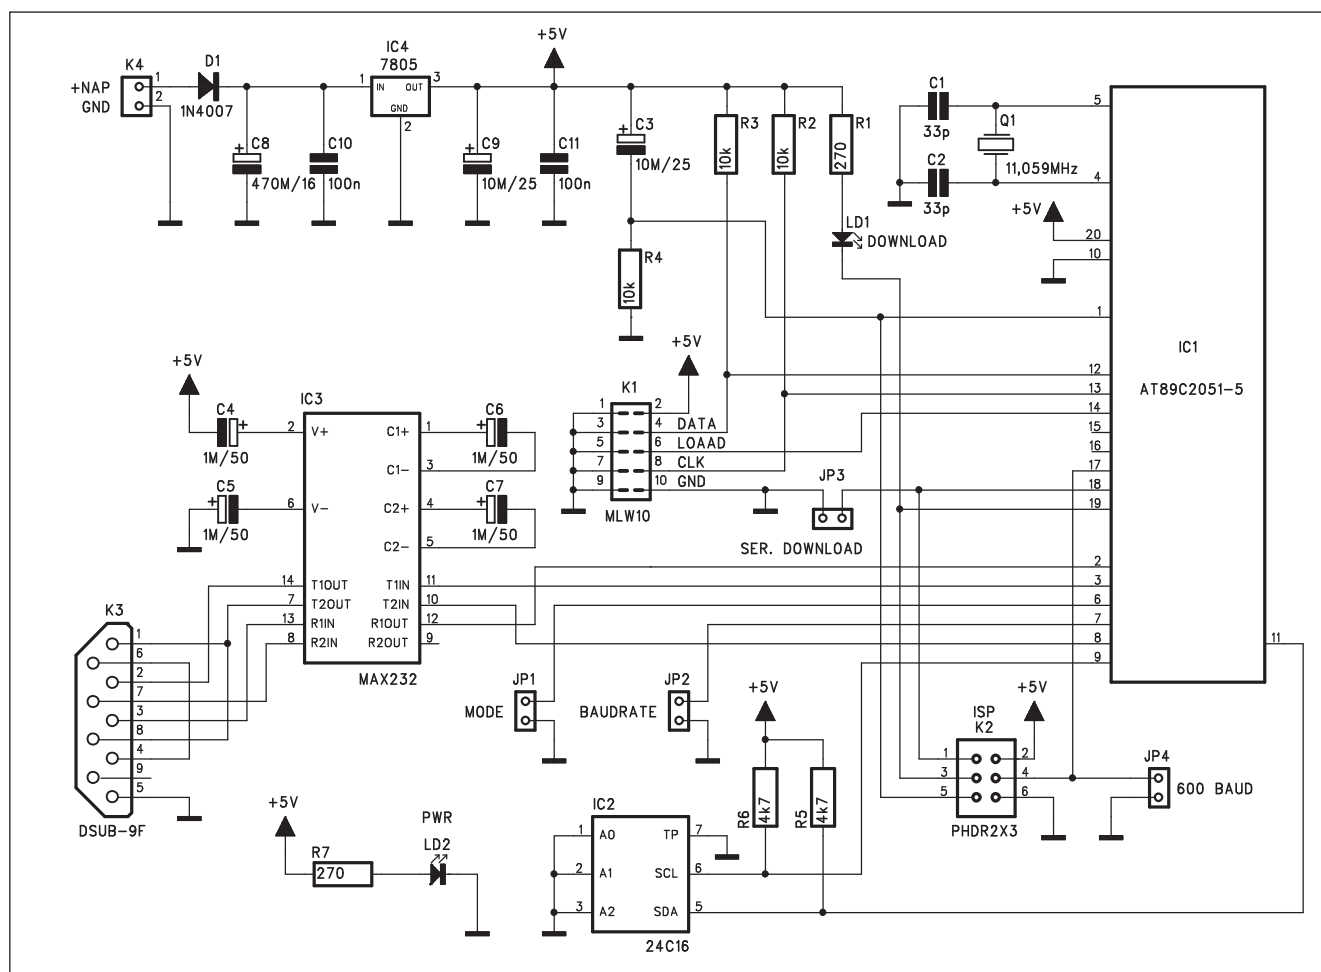 K4
+NAP
GND
1
2
D1
1N4007
C8
470M/16
C10
100n
IC4
7805
1
IN
OUT
3
GND
2
C9
10M/25
+5V
C11
100n
C3
10M/25
R4
10k
R3
10k
R2
10k
R1
270
LD1
DOWNLOAD
C1
33p
C2
33p
Q1
11,059MHz
+5V
5
4
20
10
1
12
13
14
15
16
17
18
19
2
3
6
7
8
9
11
IC1
AT89C2051-5
+5V
C4
1M/50
C5
1M/50
IC3
2
V+
6
V-
14
T1OUT
7
T2OUT
13
R1IN
8
R2IN
C1+
1
C1-
3
C2+
4
C2-
5
T1IN
11
T2IN
10
R1OUT
12
R2OUT
9
MAX232
C6
1M/50
C7
1M/50
+5V
K1
1
2
3
4
DATA
5
6
LOAAD
7
8
CLK
9
10
GND
MLW10
JP3
SER. DOWNLOAD
K3
1
6
2
7
3
8
4
9
5
DSUB-9F
JP1
MODE
JP2
BAUDRATE
+5V
R6
4k7
R5
4k7
+5V
ISP
K2
1
2
3
4
5
6
PHDR2X3
JP4
600 BAUD
+5V
R7
270
PWR
LD2
IC2
1
A0
2
A1
3
A2
TP
7
SCL
6
SDA
5
24C16